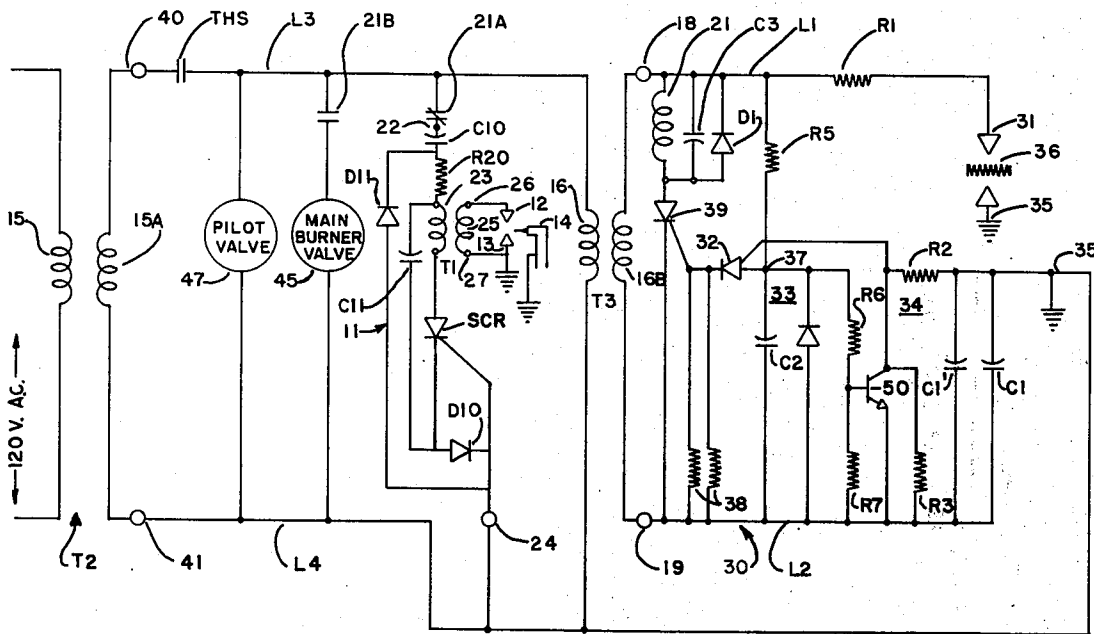 40
THS
L3
21B
21A
18
21
C3
L1
R1
22
C10
R20
D1
R5
31
36
35
D11
23
26
12
14
16
39
15
15A
PILOT
VALVE
MAIN
BURNER
VALVE
25
13
T1
27
32
37
R2
35
47
45
C11
11
SCR
T3
16B
33
R6
34
C2
50
C1'
C1
120 V. A.C.
D10
38
R7
R3
T2
41
L4
24
19
30
L2